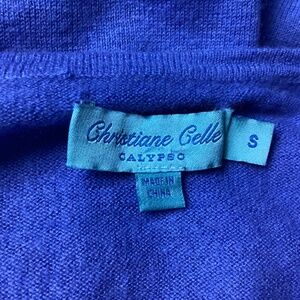 Christiane Celle
CALYPSO
S
MADE IN
CHINA